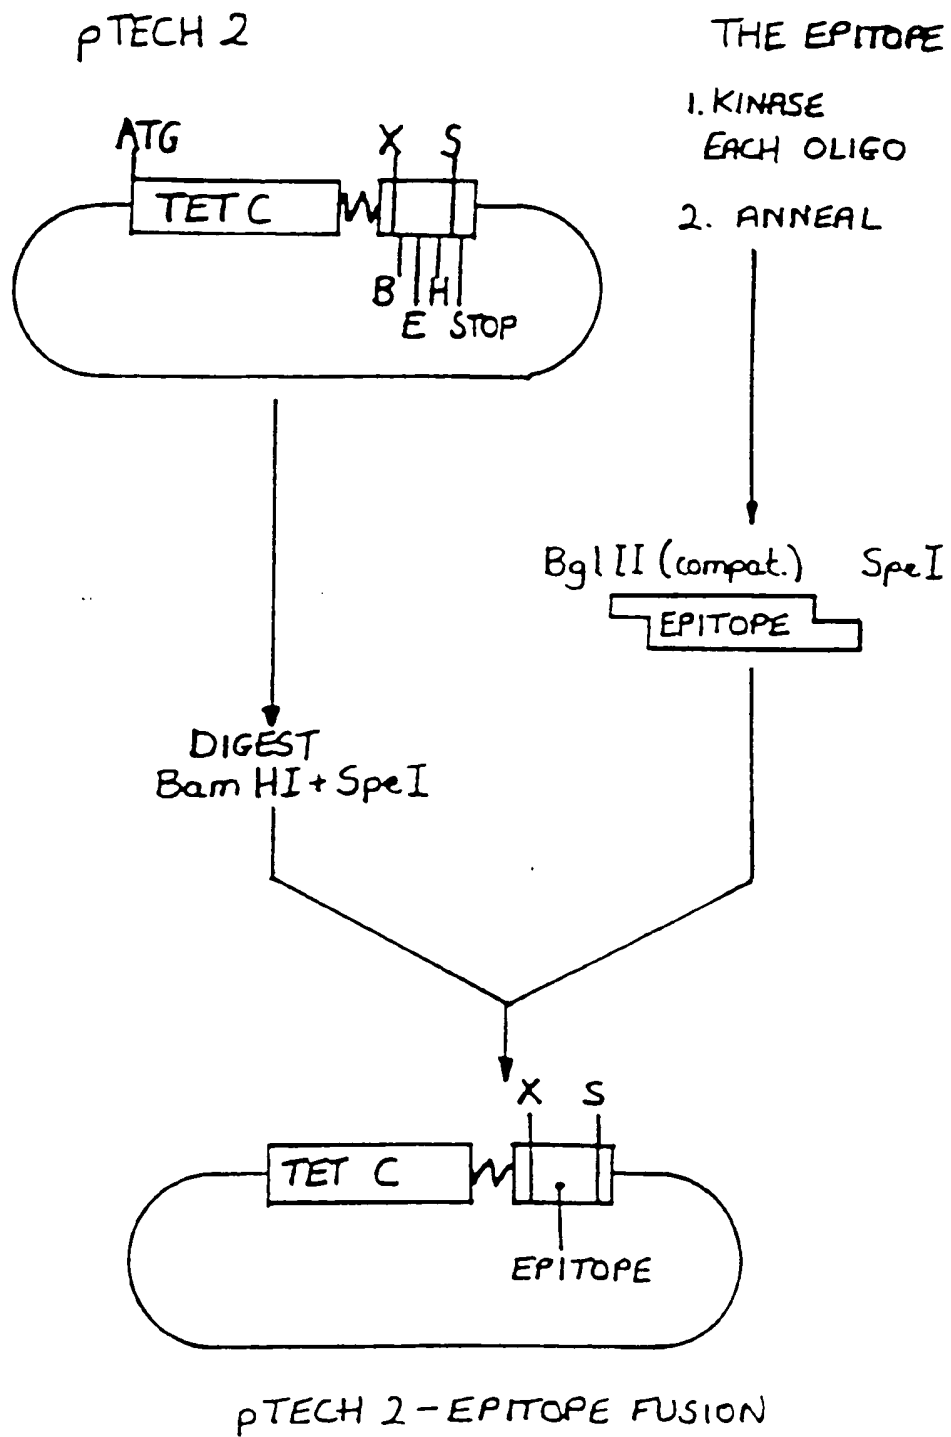 pTECH 2
THE EPITOPE
1. KINASE
EACH OLIGO
2. ANNEAL
ATG
X S
TET C
B H
E STOP
Bgl II (compat.) SpeI
EPITOPE
DIGEST
Bam HI + SpeI
X S
TET C
EPITOPE
pTECH 2 - EPITOPE FUSION